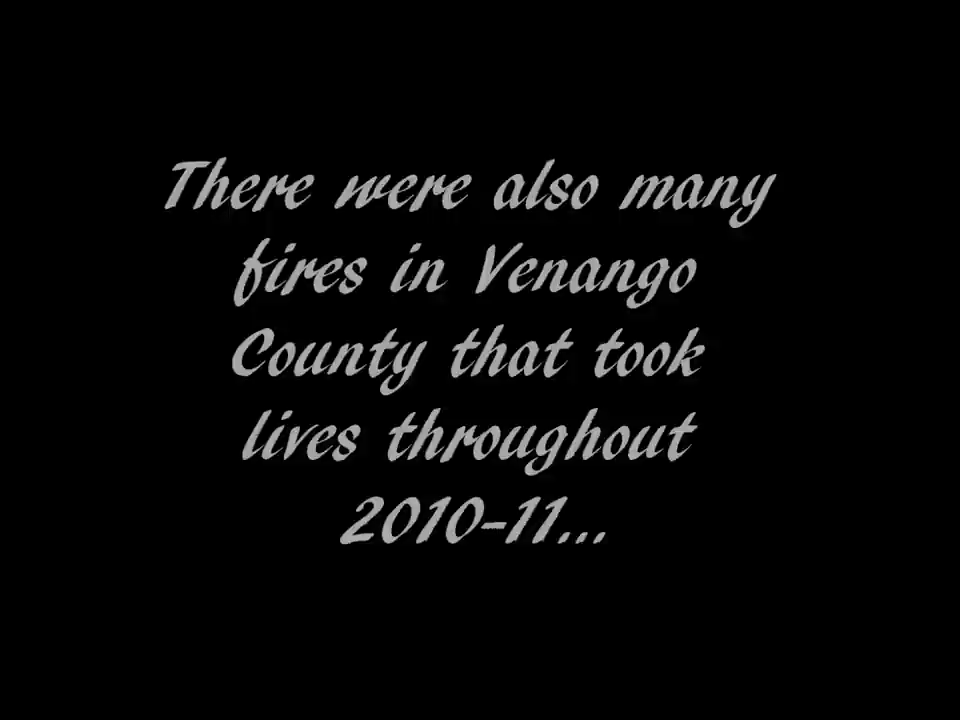 There were also many
fires in Venango
County that took
lives throughout
2010-11...